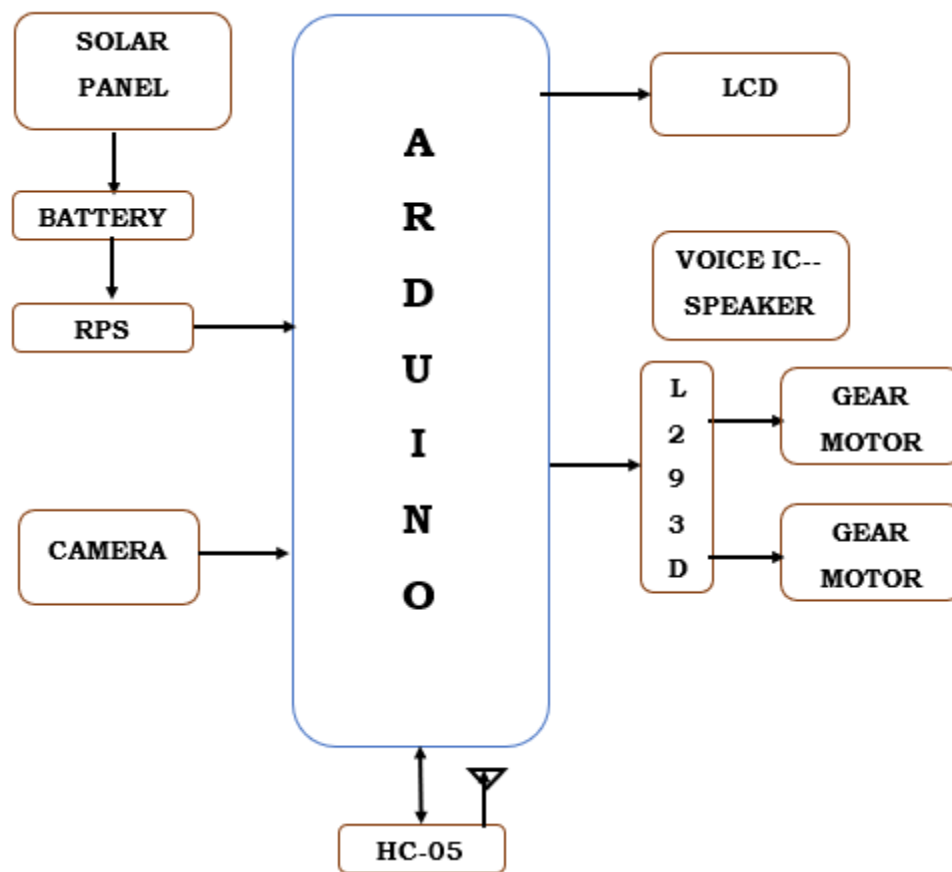 SOLAR
PANEL
BATTERY
RPS
CAMERA
A
R
D
U
I
N
O
LCD
VOICE IC--
SPEAKER
L
2
9
3
D
GEAR
MOTOR
GEAR
MOTOR
HC-05